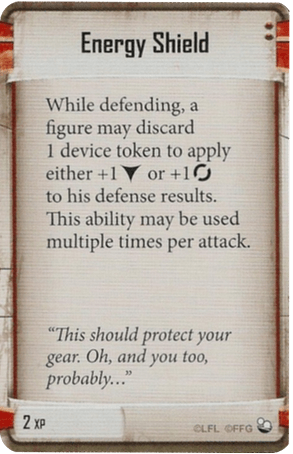 Energy Shield
While defending, a
figure may discard
1 device token to apply
either +1 or +1
to his defense results.
This ability may be used
multiple times per attack.
“This should protect your
gear. Oh, and you too,
probably…”
2 XP
©LFL ©FFG